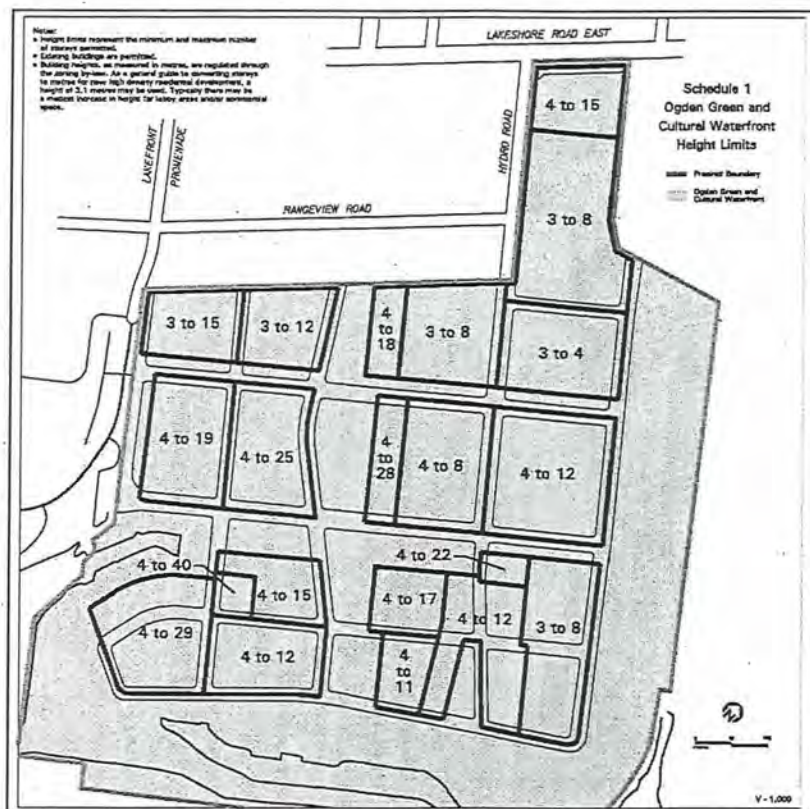 Notes:
• Height limits represent the minimum and maximum number
of storeys permitted.
• Existing buildings are permitted.
• Building heights, as measured in metres, are regulated through
the zoning by-law. As a general guide to converting storeys
to metres for new high density residential development, a
height of 3.1 metres may be used. Typically there may be
a modest increase in height for lobby areas and/or commercial
space.
LAKESHORE ROAD EAST
Schedule 1
Ogden Green and
Cultural Waterfront
Height Limits
Precinct Boundary
Ogden Green and
Cultural Waterfront
LAKEFRONT
PROMENADE
HYDRO ROAD
RANGEVIEW ROAD
4 to 15
3 to 8
3 to 15
3 to 12
4
to
18
3 to 8
3 to 4
4 to 19
4 to 25
4
to
28
4 to 8
4 to 12
4 to 40
4 to 15
4 to 22
4 to 17
4 to 12
3 to 8
4 to 29
4 to 12
4
to
11
V - 1,000